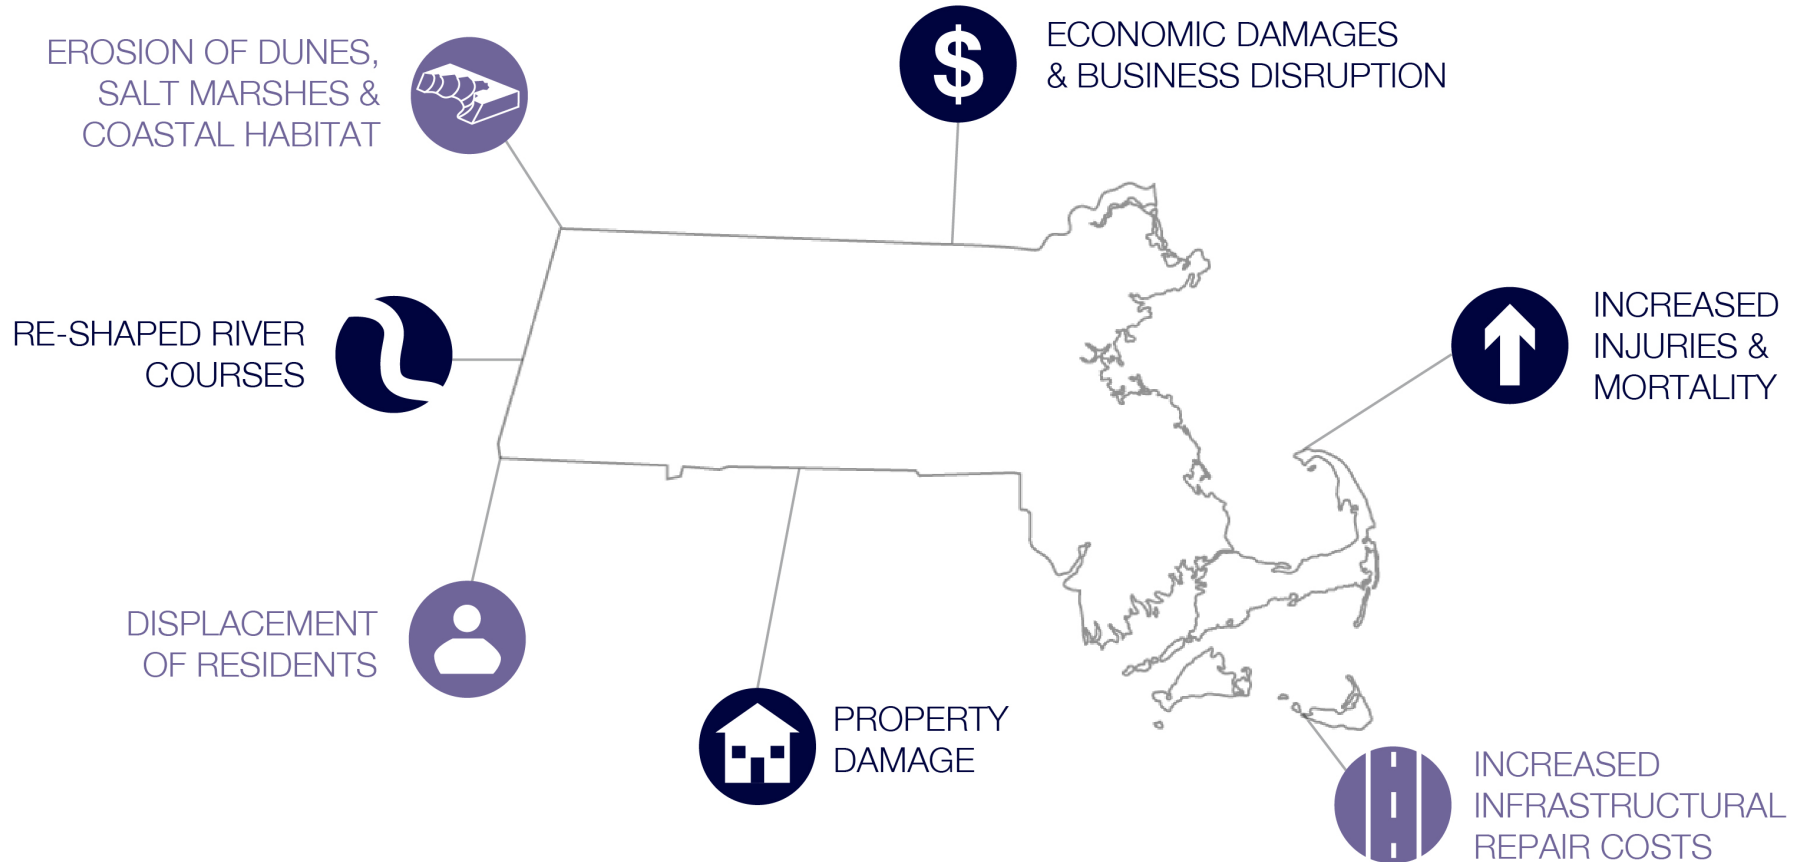 EROSION OF DUNES,
SALT MARSHES &
COASTAL HABITAT
$
ECONOMIC DAMAGES
& BUSINESS DISRUPTION
RE-SHAPED RIVER
COURSES
INCREASED
INJURIES &
MORTALITY
DISPLACEMENT
OF RESIDENTS
PROPERTY
DAMAGE
INCREASED
INFRASTRUCTURAL
REPAIR COSTS